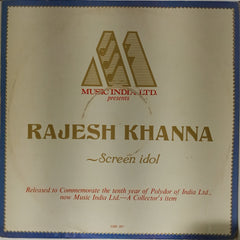 MUSIC INDIA LTD.
presents
RAJESH KHANNA
~Screen idol
Released to Commemorate the tenth year of Polydor of India Ltd.,
now Music India Ltd.—A Collector's item